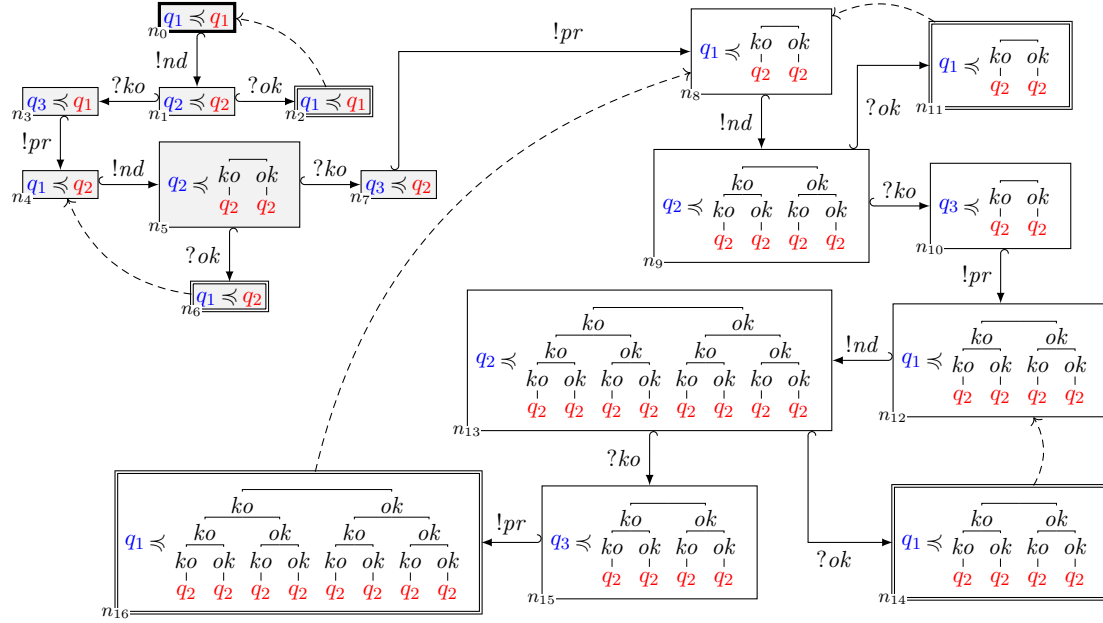 q1 ≼ q1
n0
!nd
?ko
?ok
q3 ≼ q1
n3
q2 ≼ q2
n1
q1 ≼ q1
n2
!pr
q1 ≼ q2
n4
!nd
q2 ≼
ko ok
q2 q2
n5
?ko
q3 ≼ q2
n7
?ok
q1 ≼ q2
n6
!pr
q1 ≼
ko ok
q2 q2
n8
q1 ≼
ko ok
q2 q2
n11
!nd
?ok
q2 ≼
ko ok
ko ok ko ok
q2 q2 q2 q2
n9
?ko
q3 ≼
ko ok
q2 q2
n10
!pr
q1 ≼
ko ok
ko ok ko ok
q2 q2 q2 q2
n12
!nd
q2 ≼
ko ok
ko ok ko ok
ko ok ko ok ko ok ko ok
q2 q2 q2 q2 q2 q2 q2 q2
n13
?ko
?ok
q1 ≼
ko ok
ko ok ko ok
ko ok ko ok ko ok ko ok
q2 q2 q2 q2 q2 q2 q2 q2
n16
!pr
q3 ≼
ko ok
ko ok ko ok
q2 q2 q2 q2
n15
q1 ≼
ko ok
ko ok ko ok
q2 q2 q2 q2
n14